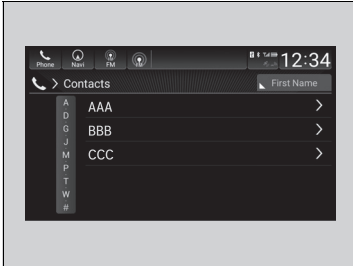 Phone Navi FM 12:34
Contacts First Name
A
D
G
J
M
P
T
W
#
AAA
BBB
CCC